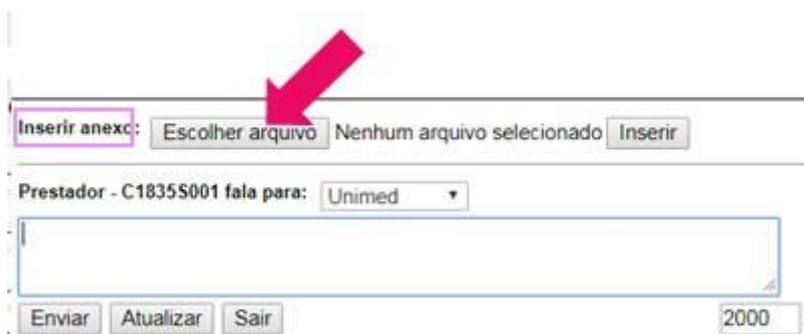 Inserir anexo: Escolher arquivo Nenhum arquivo selecionado Inserir
Prestador - C1835S001 fala para: Unimed
Enviar Atualizar Sair 2000